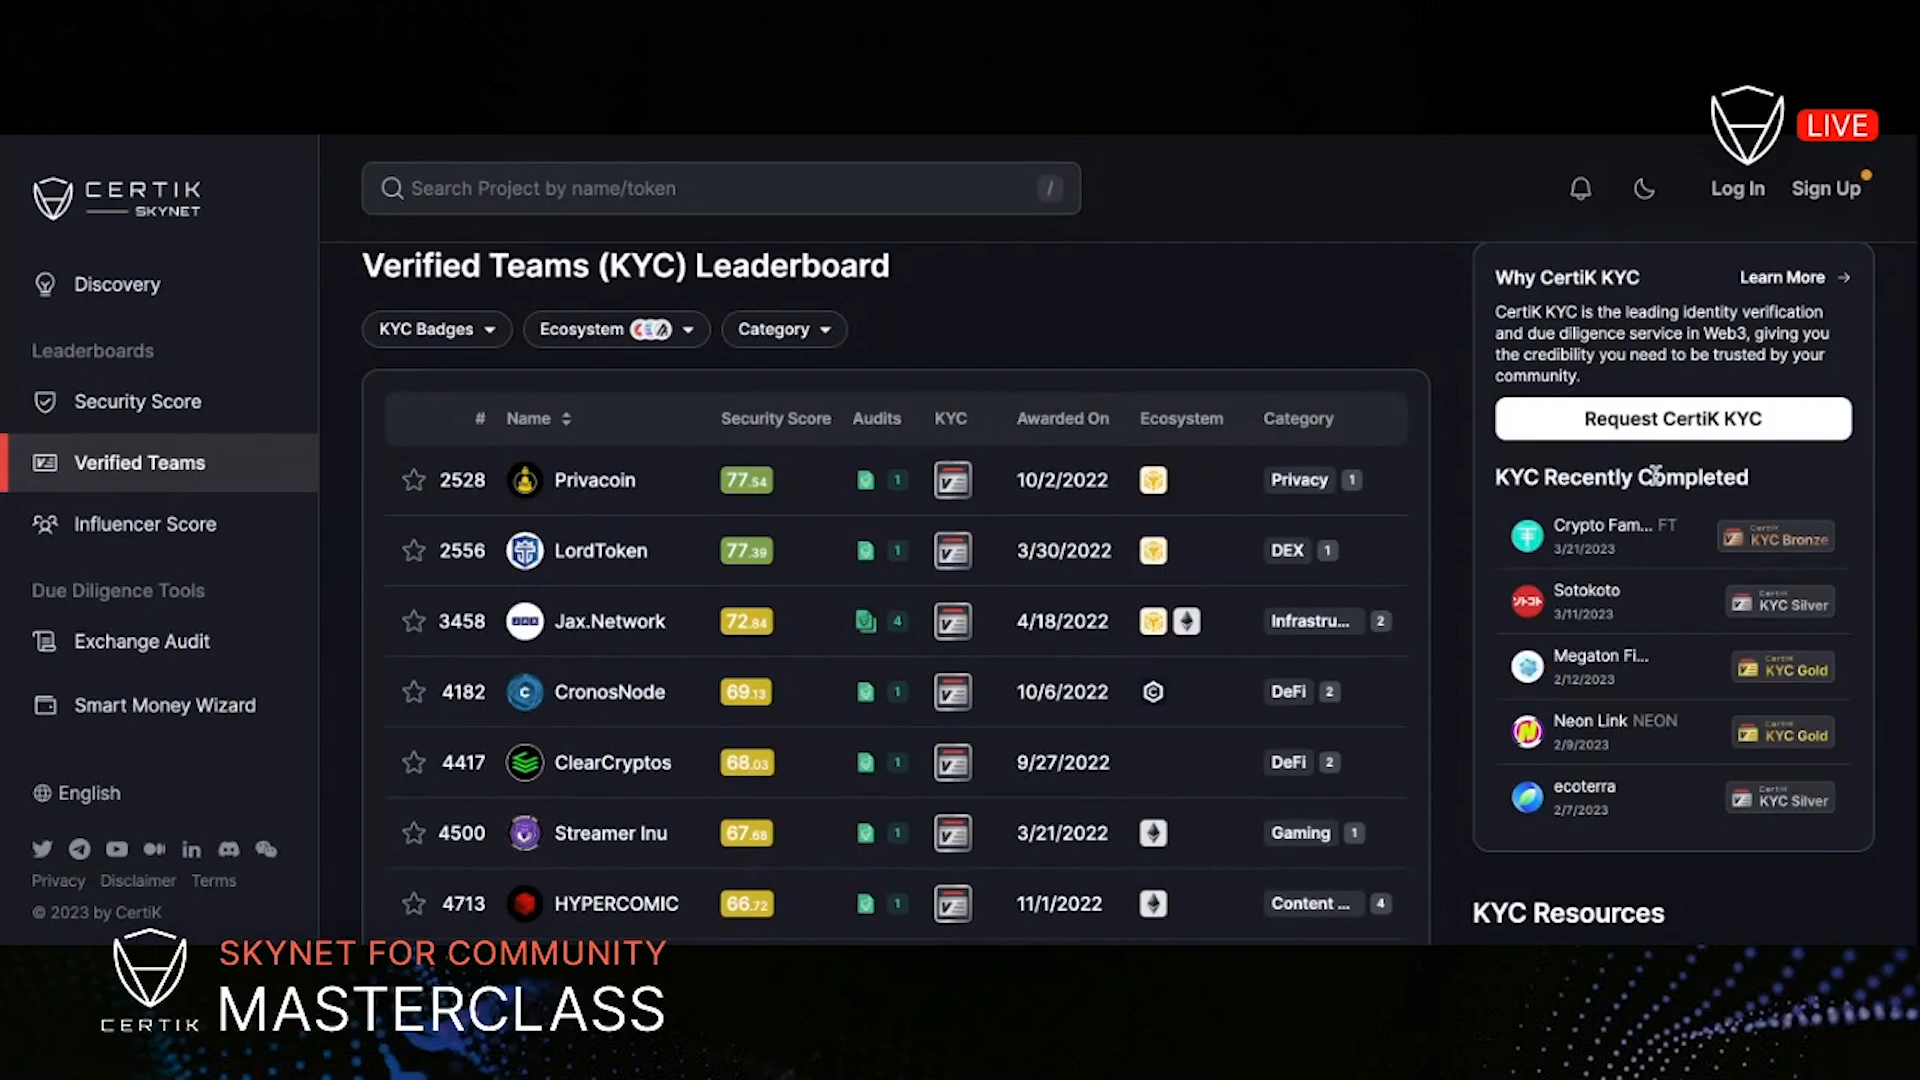 LIVE
CERTIK
SKYNET
Search Project by name/token
/
Log In
Sign Up
Discovery
Leaderboards
Security Score
Verified Teams
Influencer Score
Due Diligence Tools
Exchange Audit
Smart Money Wizard
English
Privacy Disclaimer Terms
© 2023 by CertiK
Verified Teams (KYC) Leaderboard
KYC Badges
Ecosystem
Category
# Name Security Score Audits KYC Awarded On Ecosystem Category
2528 Privacoin 77.54 1 10/2/2022 Privacy 1
2556 LordToken 77.39 1 3/30/2022 DEX 1
3458 Jax.Network 72.84 4 4/18/2022 Infrastru... 2
4182 CronosNode 69.13 1 10/6/2022 DeFi 2
4417 ClearCryptos 68.03 1 9/27/2022 DeFi 2
4500 Streamer Inu 67.68 1 3/21/2022 Gaming 1
4713 HYPERCOMIC 66.72 1 11/1/2022 Content ... 4
Why CertiK KYC
Learn More →
CertiK KYC is the leading identity verification
and due diligence service in Web3, giving you
the credibility you need to be trusted by your
community.
Request CertiK KYC
KYC Recently Completed
Crypto Fam... FT
3/21/2023
CertiK
KYC Bronze
Sotokoto
3/11/2023
CertiK
KYC Silver
Megaton Fi...
2/12/2023
CertiK
KYC Gold
Neon Link NEON
2/9/2023
CertiK
KYC Gold
ecoterra
2/7/2023
CertiK
KYC Silver
KYC Resources
CERTIK
SKYNET FOR COMMUNITY
MASTERCLASS